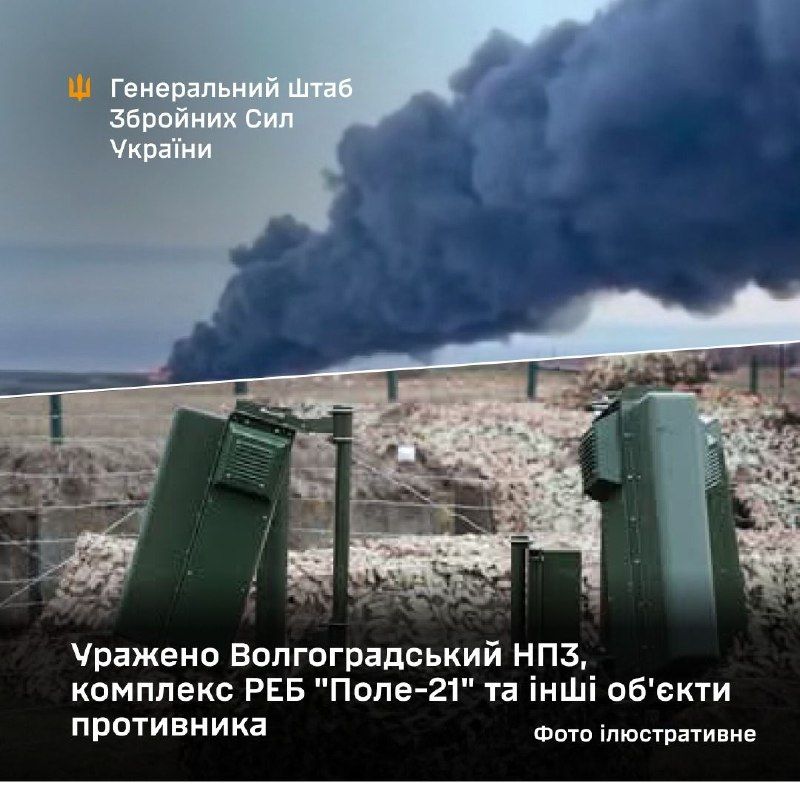 Генеральний штаб
Збройних Сил
України
Уражено Волгоградський НПЗ,
комплекс РЕБ "Поле-21" та інші об'єкти
противника
Фото ілюстративне